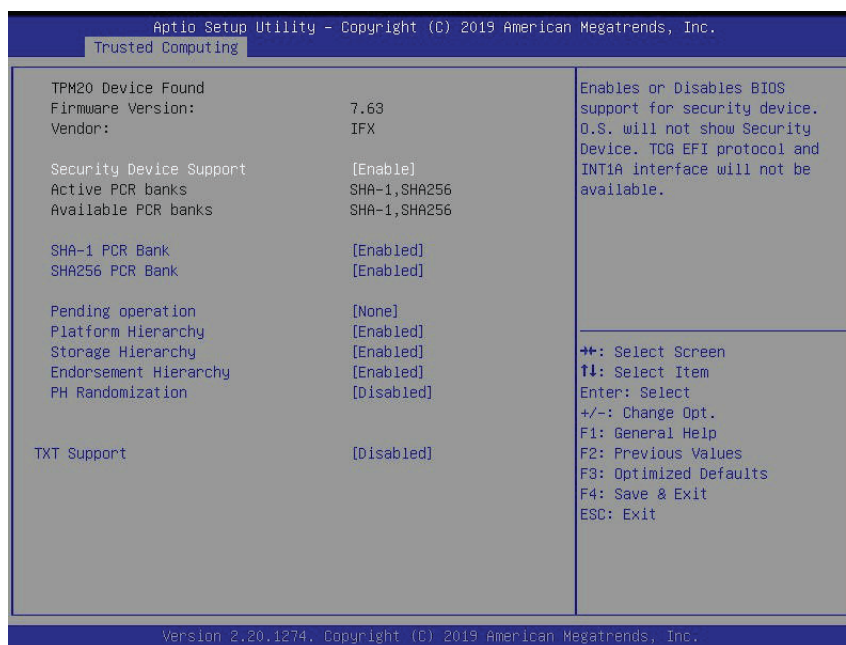 Aptio Setup Utility – Copyright (C) 2019 American Megatrends, Inc.
Trusted Computing
TPM20 Device Found
Firmware Version: 7.63
Vendor: IFX
Security Device Support [Enable]
Active PCR banks SHA-1,SHA256
Available PCR banks SHA-1,SHA256
SHA-1 PCR Bank [Enabled]
SHA256 PCR Bank [Enabled]
Pending operation [None]
Platform Hierarchy [Enabled]
Storage Hierarchy [Enabled]
Endorsement Hierarchy [Enabled]
PH Randomization [Disabled]
TXT Support [Disabled]
Enables or Disables BIOS
support for security device.
O.S. will not show Security
Device. TCG EFI protocol and
INT1A interface will not be
available.
→←: Select Screen
↑↓: Select Item
Enter: Select
+/-: Change Opt.
F1: General Help
F2: Previous Values
F3: Optimized Defaults
F4: Save & Exit
ESC: Exit
Version 2.20.1274. Copyright (C) 2019 American Megatrends, Inc.